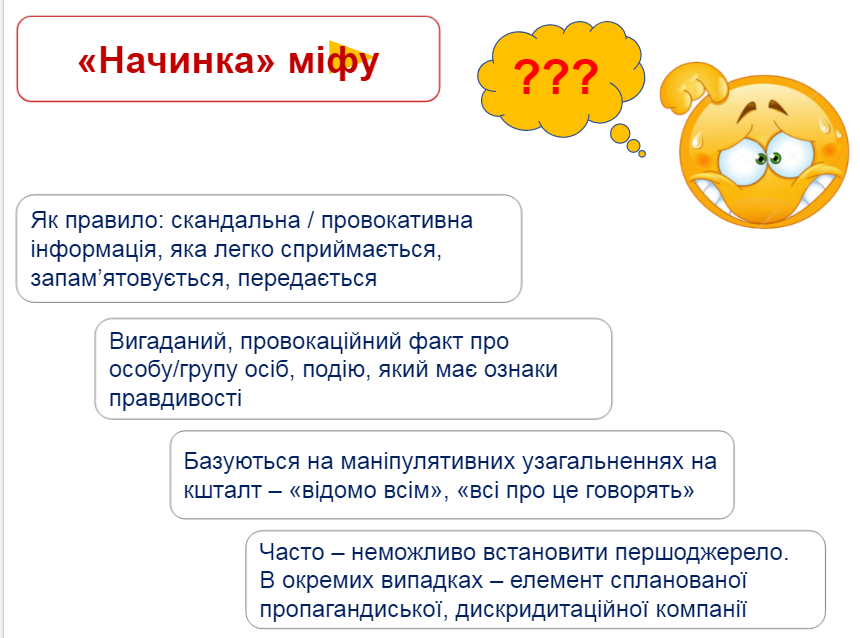 «Начинка» міфу
???
Як правило: скандальна / провокативна
інформація, яка легко сприймається,
запам’ятовується, передається
Вигаданий, провокаційний факт про
особу/групу осіб, подію, який має ознаки
правдивості
Базуються на маніпулятивних узагальненнях на
кшталт – «відомо всім», «всі про це говорять»
Часто – неможливо встановити першоджерело.
В окремих випадках – елемент спланованої
пропагандиської, дискридитаційної компанії